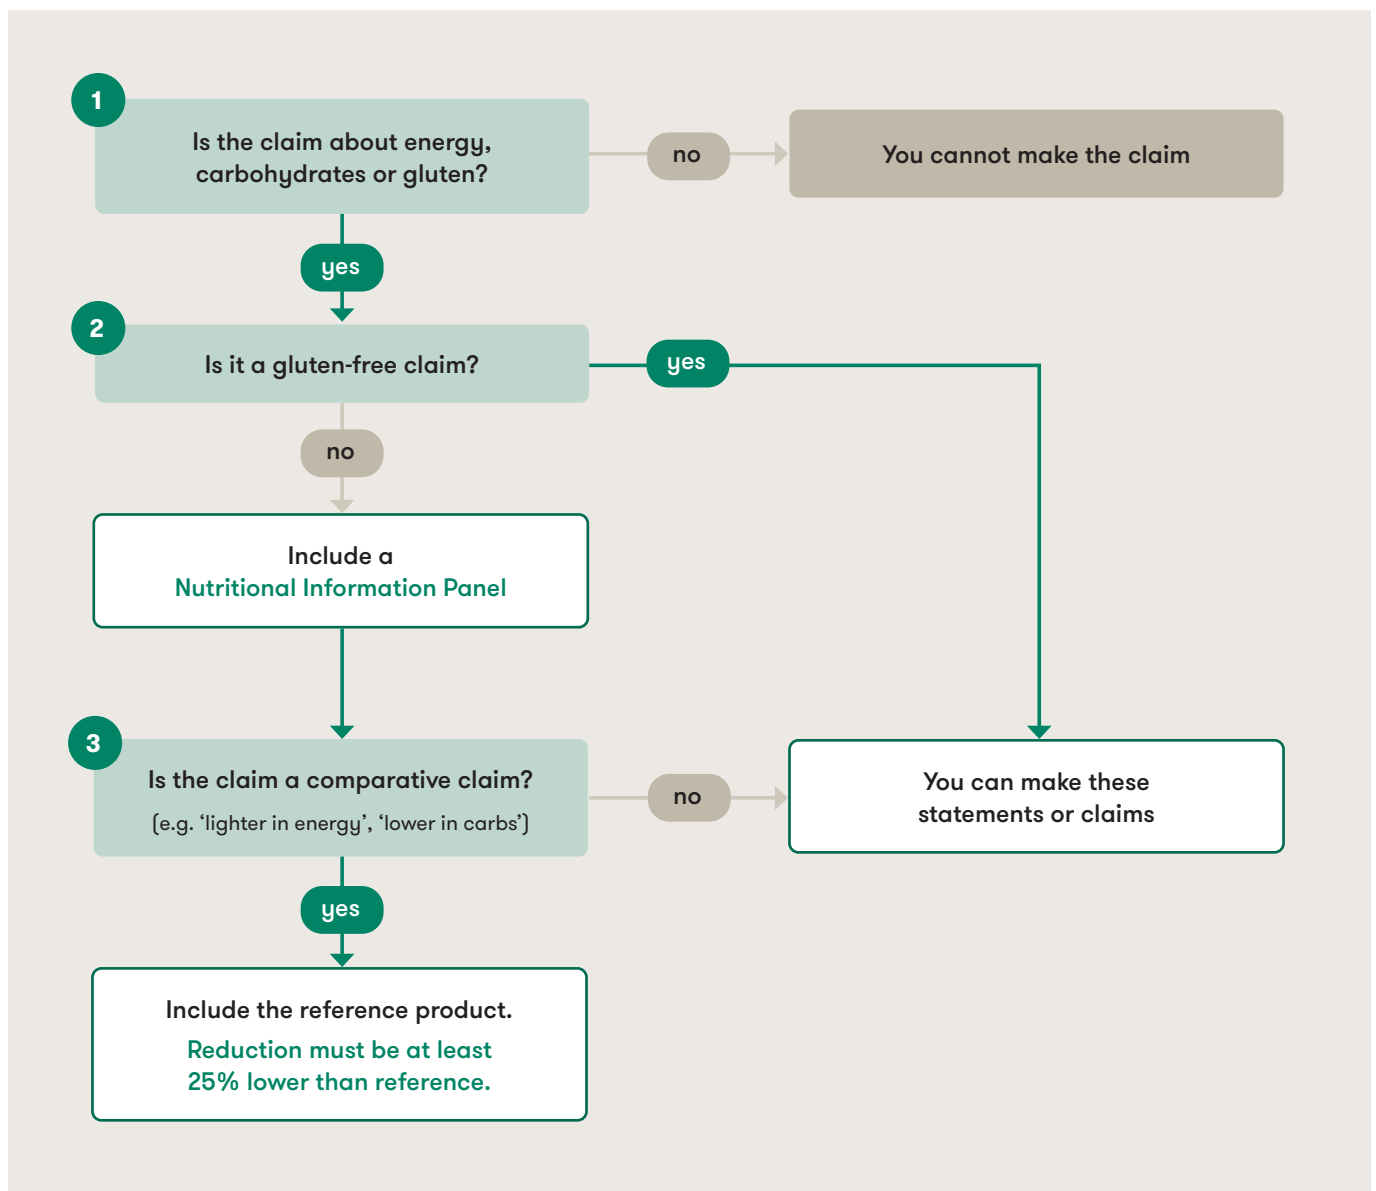 1
Is the claim about energy,
carbohydrates or gluten?
no
You cannot make the claim
yes
2
Is it a gluten-free claim?
yes
no
Include a
Nutritional Information Panel
3
Is the claim a comparative claim?
(e.g. ‘lighter in energy’, ‘lower in carbs’)
no
You can make these
statements or claims
yes
Include the reference product.
Reduction must be at least
25% lower than reference.